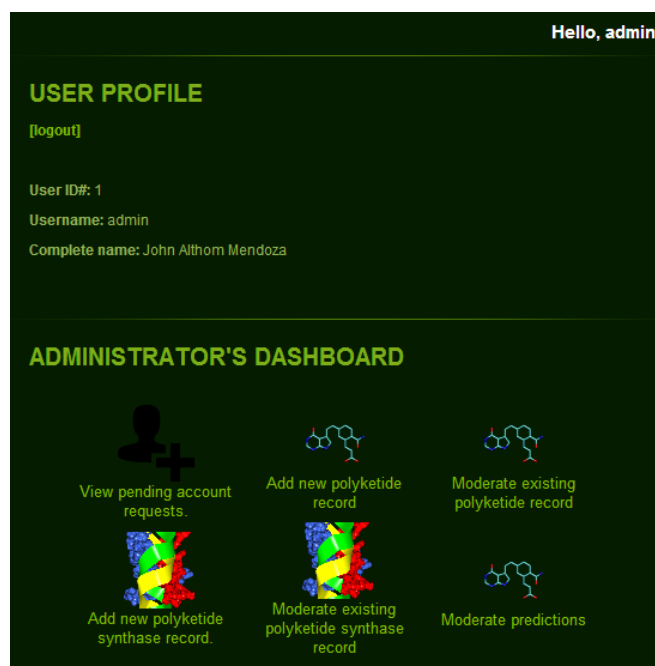 Hello, admin
USER PROFILE
[logout]
User ID#: 1
Username: admin
Complete name: John Althom Mendoza
ADMINISTRATOR'S DASHBOARD
View pending account
requests.
Add new polyketide
record
Moderate existing
polyketide record
Add new polyketide
synthase record.
Moderate existing
polyketide synthase
record
Moderate predictions